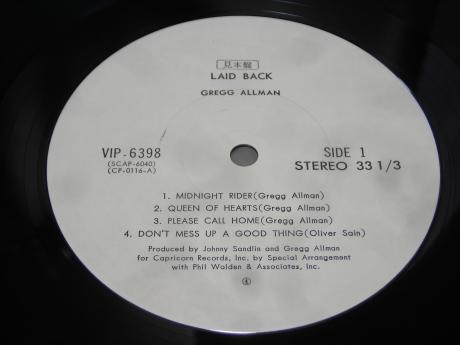 見本盤
LAID BACK
GREGG ALLMAN
VIP-6398
(SCAP-6040)
(CP-0116-A)
SIDE 1
STEREO 33 1/3
1. MIDNIGHT RIDER(Gregg Allman)
2. QUEEN OF HEARTS(Gregg Allman)
3. PLEASE CALL HOME(Gregg Allman)
4. DON'T MESS UP A GOOD THING(Oliver Sain)
Produced by Johnny Sandlin and Gregg Allman
for Capricorn Records, Inc. by Special Arrangement
with Phil Walden & Associates, Inc.